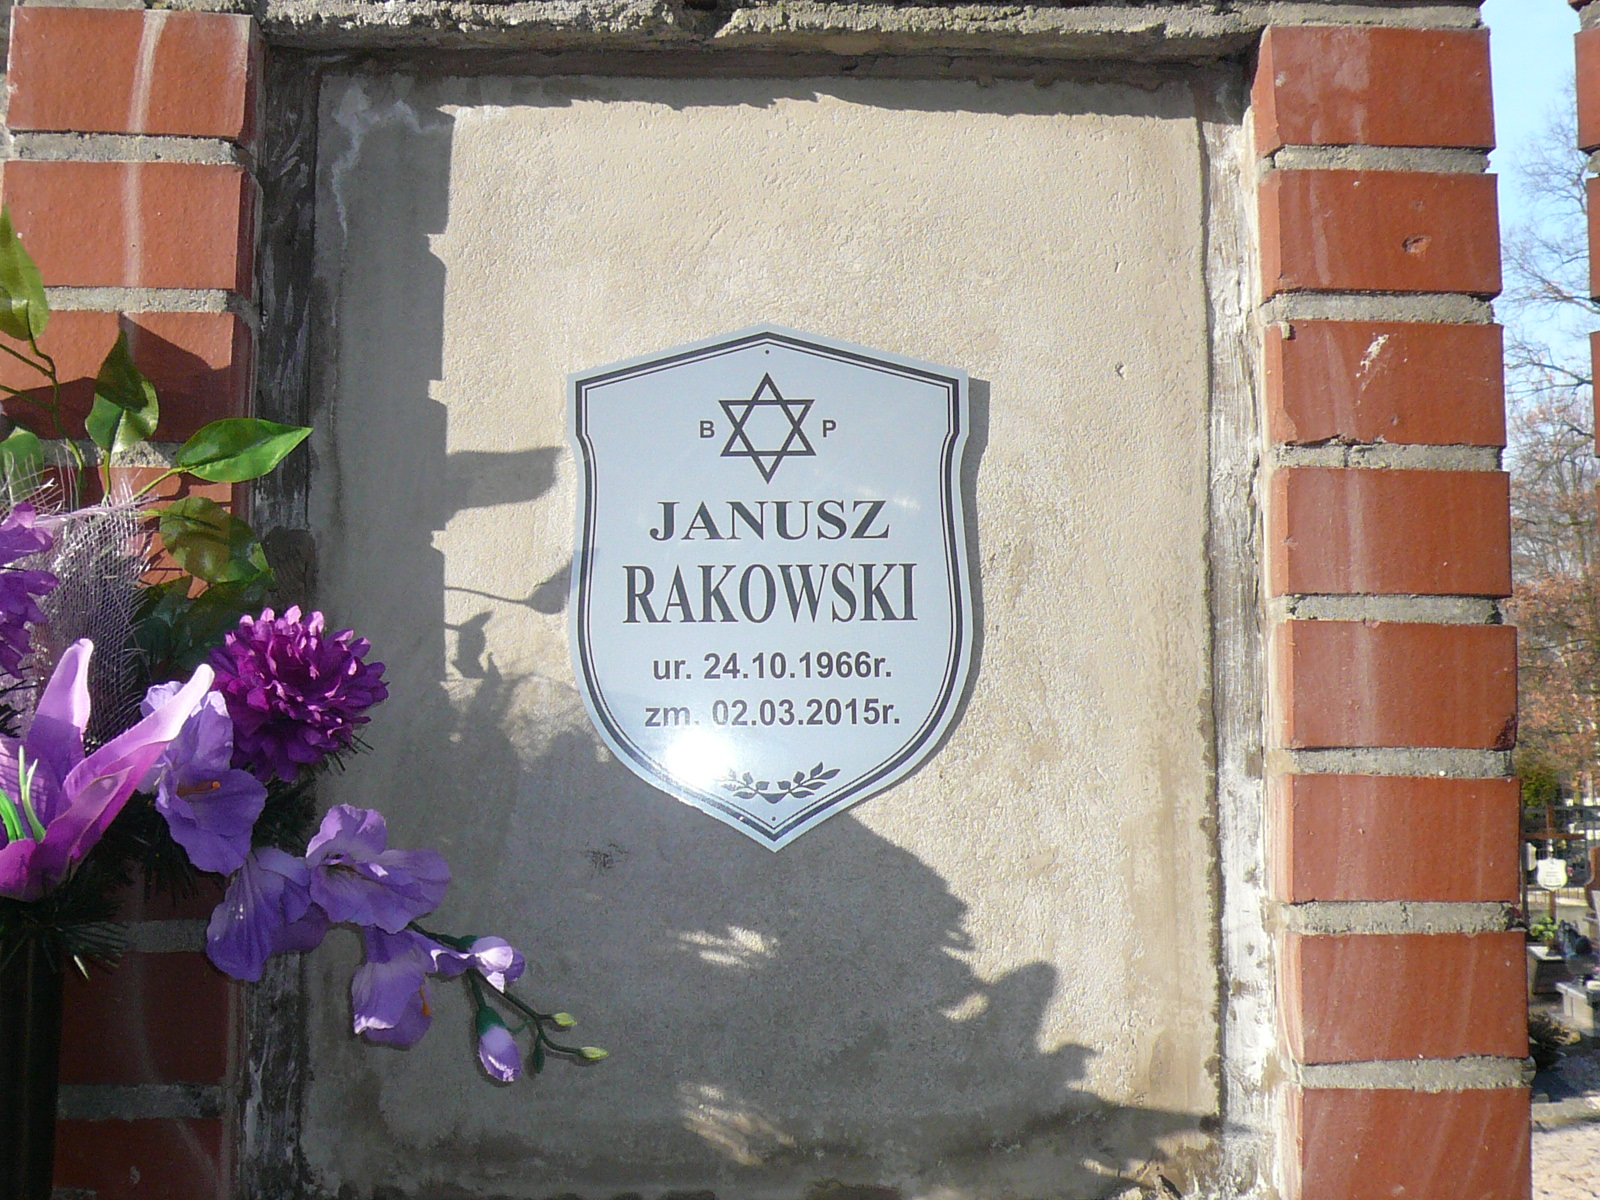 B P
JANUSZ
RAKOWSKI
ur. 24.10.1966r.
zm. 02.03.2015r.